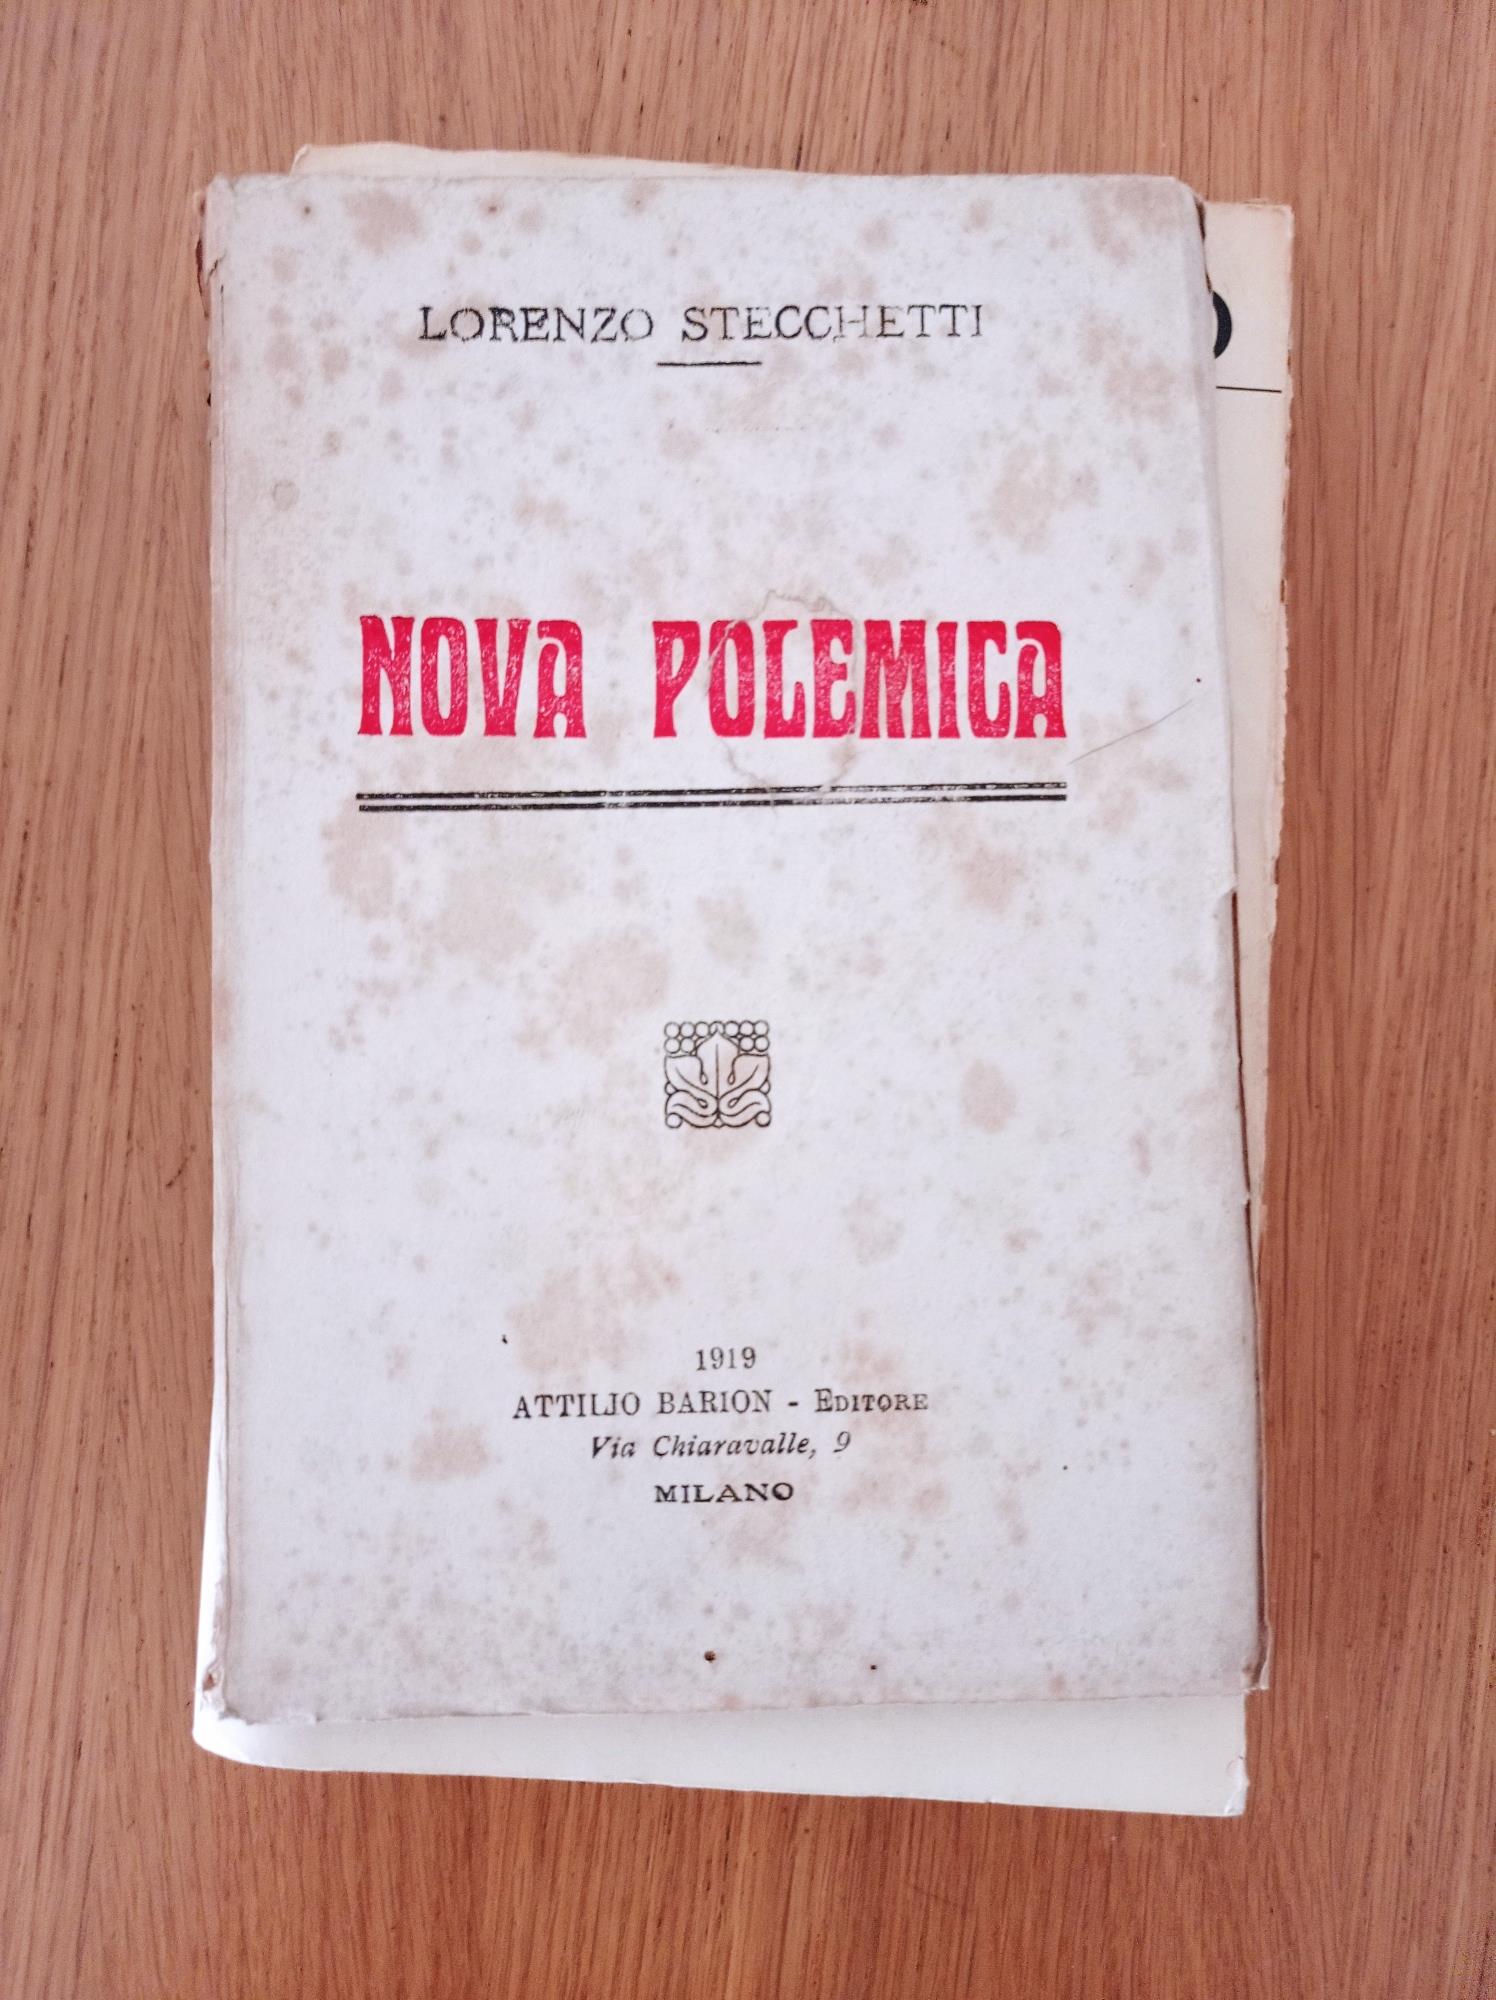 LORENZO STECCHETTI
NOVA POLEMICA
1919
ATTILIO BARION - EDITORE
Via Chiaravalle, 9
MILANO